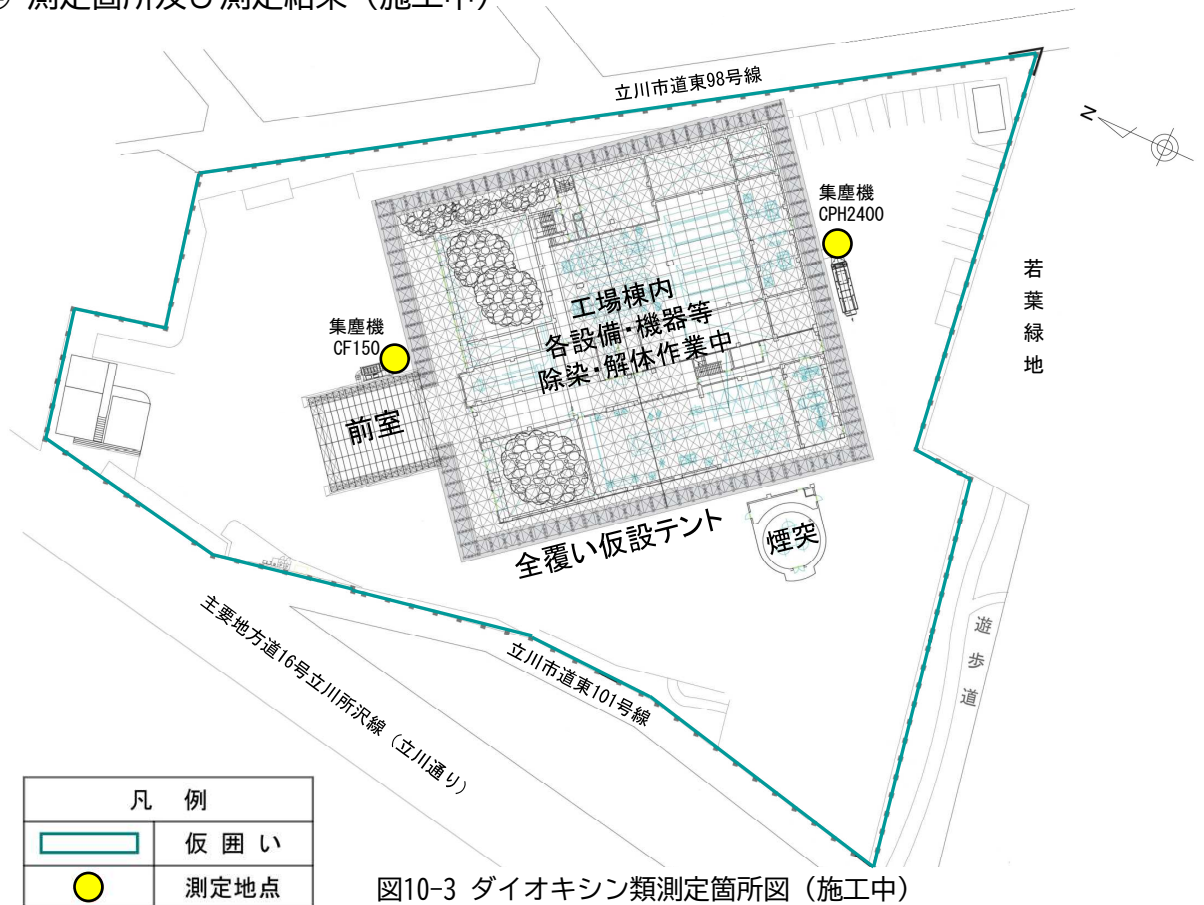 測定箇所及び測定結果（施工中）
立川市道東98号線
N
集塵機
CPH2400
若葉緑地
工場棟内
各設備・機器等
除染・解体作業中
集塵機
CF150
前室
全覆い仮設テント
煙突
遊歩道
主要地方道16号立川所沢線（立川通り）
立川市道東101号線
凡 例
仮 囲 い
測定地点
図10-3 ダイオキシン類測定箇所図（施工中）